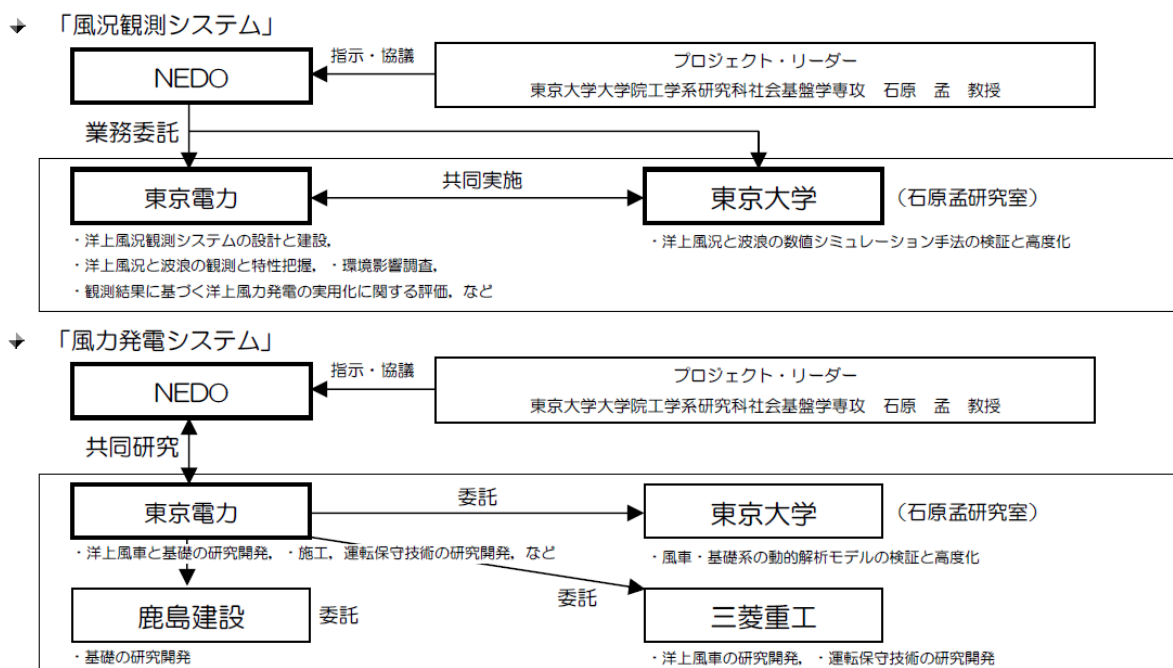 「風況観測システム」
NEDO
指示・協議
プロジェクト・リーダー
東京大学大学院工学系研究科社会基盤学専攻 石原 孟 教授
業務委託
東京電力
共同実施
東京大学
（石原孟研究室）
・洋上風況観測システムの設計と建設，
・洋上風況と波浪の観測と特性把握，・環境影響調査，
・観測結果に基づく洋上風力発電の実用化に関する評価，など
・洋上風況と波浪の数値シミュレーション手法の検証と高度化
「風力発電システム」
NEDO
指示・協議
プロジェクト・リーダー
東京大学大学院工学系研究科社会基盤学専攻 石原 孟 教授
共同研究
東京電力
委託
東京大学
（石原孟研究室）
・洋上風車と基礎の研究開発，・施工，運転保守技術の研究開発，など
・風車・基礎系の動的解析モデルの検証と高度化
鹿島建設
委託
委託
三菱重工
・基礎の研究開発
・洋上風車の研究開発，・運転保守技術の研究開発